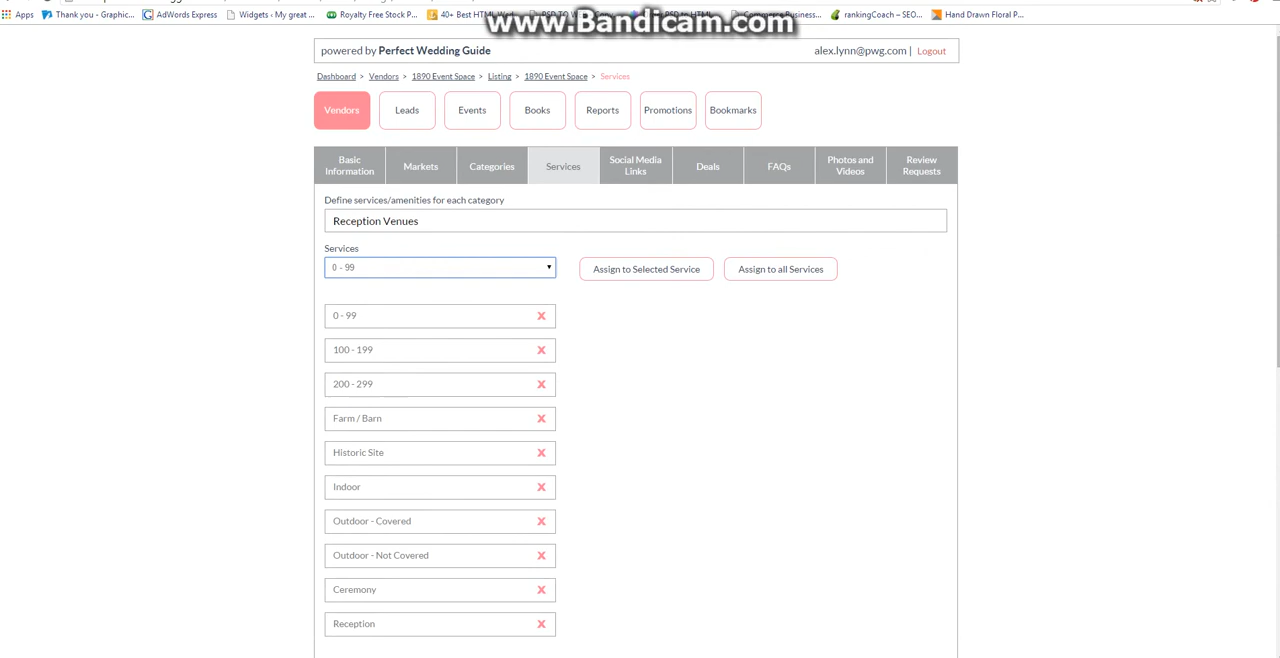 www.Bandicam.com
Apps Thank you - Graphic... AdWords Express Widgets - My great ... Royalty Free Stock P... 40+ Best HTML Word... Commerce Business... rankingCoach – SEO... Hand Drawn Floral P...
powered by Perfect Wedding Guide alex.lynn@pwg.com | Logout
Dashboard > Vendors > 1890 Event Space > Listing > 1890 Event Space > Services
Vendors Leads Events Books Reports Promotions Bookmarks
Basic Information Markets Categories Services Social Media Links Deals FAQs Photos and Videos Review Requests
Define services/amenities for each category
Reception Venues
Services
0 - 99 Assign to Selected Service Assign to all Services
0 - 99 X
100 - 199 X
200 - 299 X
Farm / Barn X
Historic Site X
Indoor X
Outdoor - Covered X
Outdoor - Not Covered X
Ceremony X
Reception X